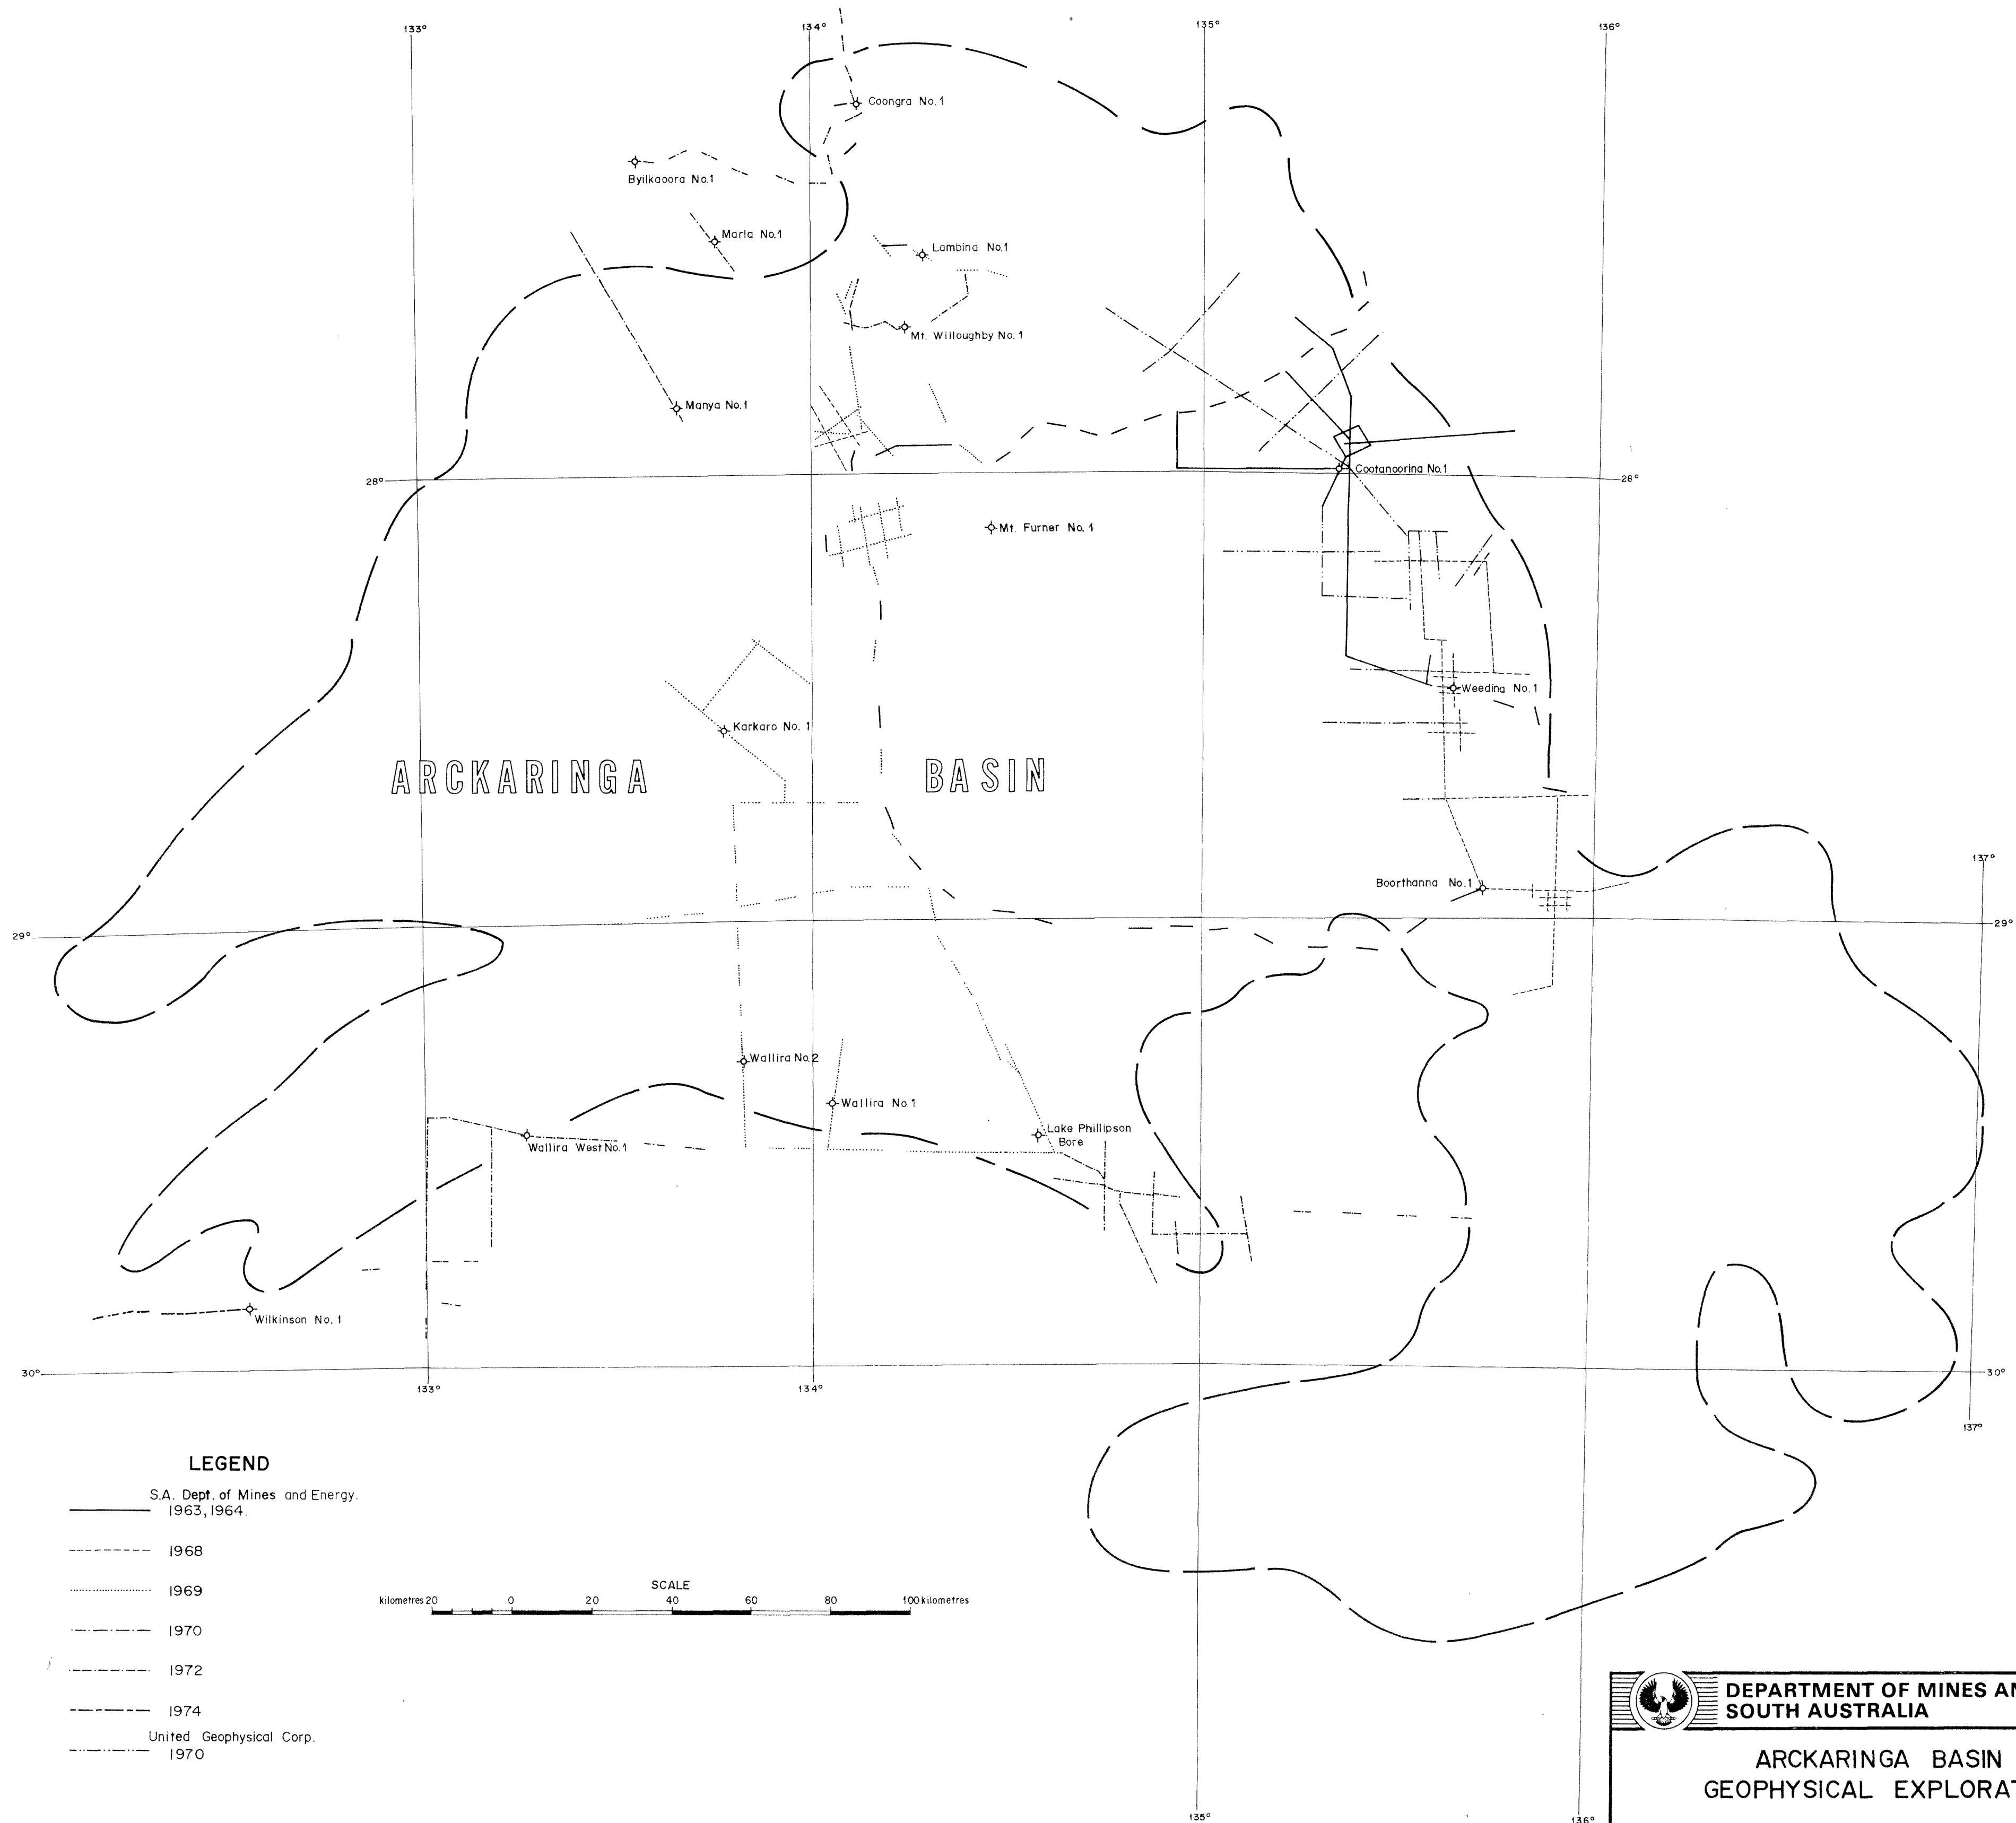 133°
134°
135°
136°
Coongra No.1
Byilkaoora No.1
Marla No.1
Lambina No.1
Mt. Willoughby No.1
Manya No.1
28°
Cootanoorina No.1
28°
Mt. Furner No. 1
Weedina No. 1
Karkaro No. 1
ARCKARINGA BASIN
137°
Boorthanna No.1
29°
29°
Wallira No. 2
Wallira No.1
Lake Phillipson
Bore
Wallira West No. 1
Wilkinson No. 1
30°
30°
133°
134°
137°
LEGEND
S.A. Dept. of Mines and Energy.
1963, 1964.
1968
1969
1970
1972
1974
United Geophysical Corp.
1970
SCALE
kilometres 20 0 20 40 60 80 100 kilometres
DEPARTMENT OF MINES AN
SOUTH AUSTRALIA
ARCKARINGA BASIN
GEOPHYSICAL EXPLORAT
135°
136°